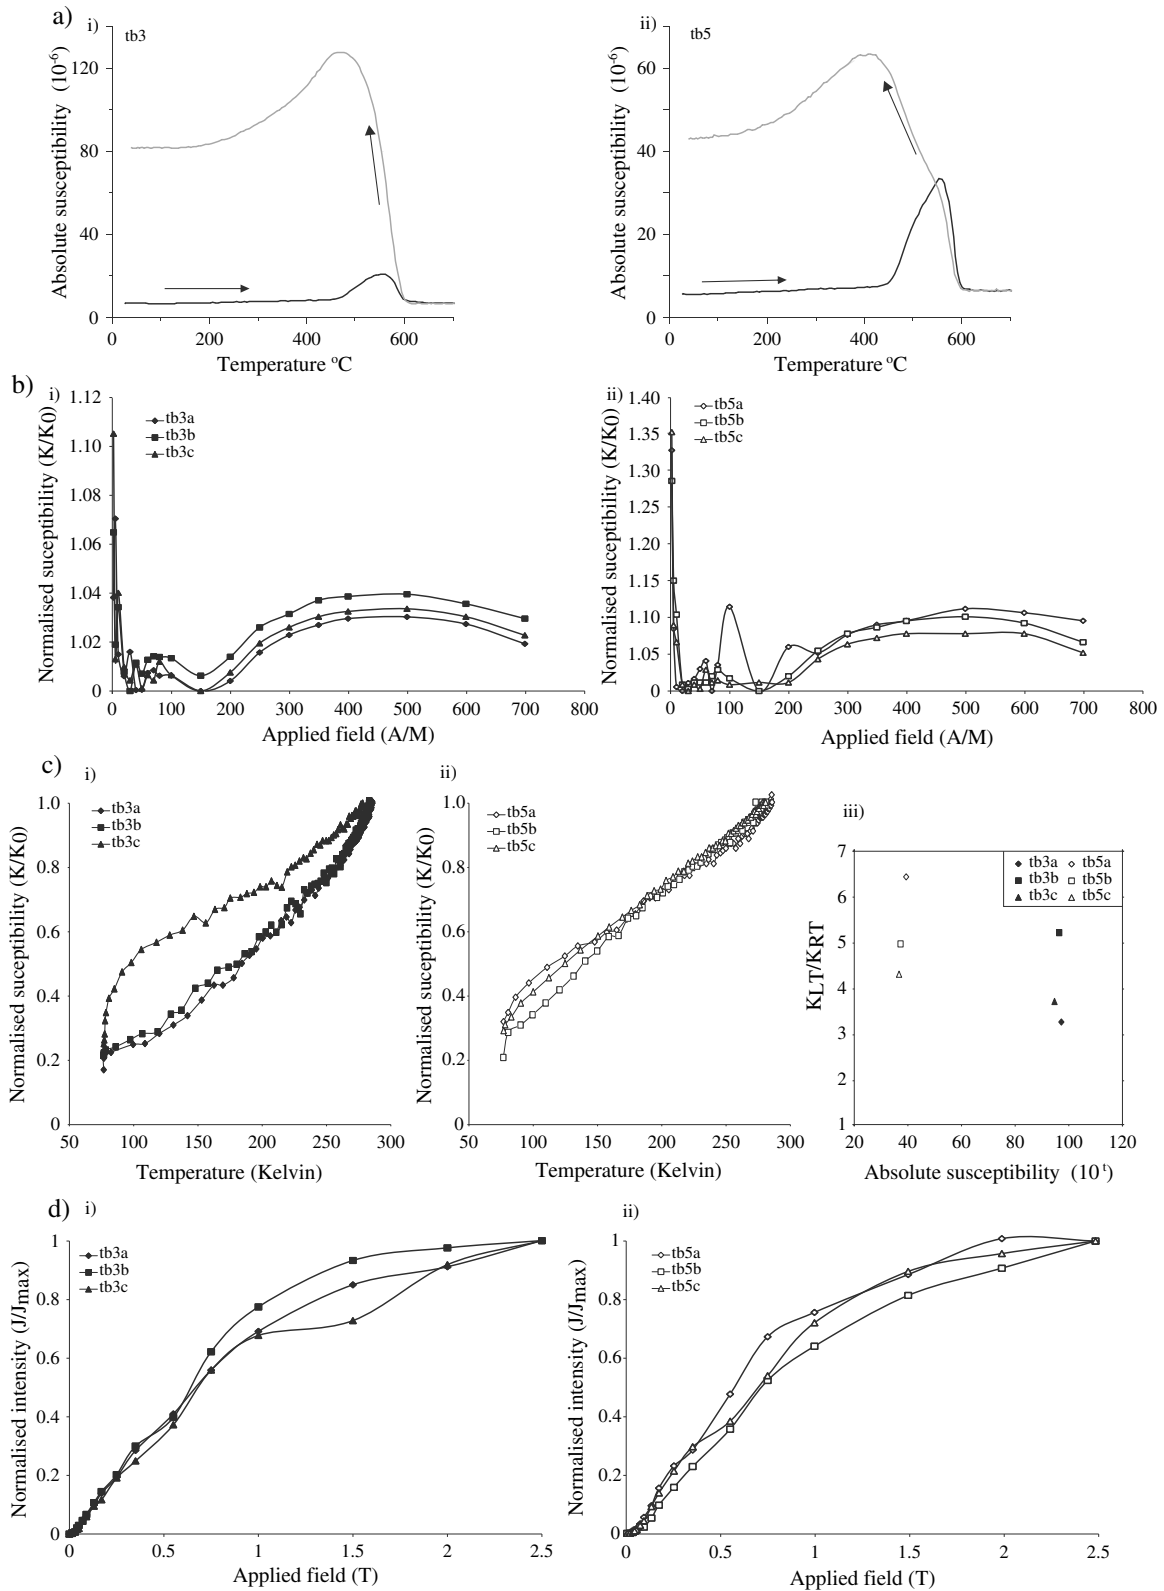 a)
i)
tb3
Absolute susceptibility (10⁻⁶)
120
80
40
0
0 200 400 600
Temperature ºC
ii)
tb5
Absolute susceptibility (10⁻⁶)
60
40
20
0
0 200 400 600
Temperature ºC
b)
i)
tb3a
tb3b
tb3c
Normalised suceptibility (K/K0)
1.12
1.10
1.08
1.06
1.04
1.02
0
0 100 200 300 400 500 600 700 800
Applied field (A/M)
ii)
tb5a
tb5b
tb5c
Normalised suceptibility (K/K0)
1.40
1.35
1.30
1.25
1.20
1.15
1.10
1.05
0
0 100 200 300 400 500 600 700 800
Applied field (A/M)
c)
i)
tb3a
tb3b
tb3c
Normalised suceptibility (K/K0)
1.0
0.8
0.6
0.4
0.2
0
50 100 150 200 250 300
Temperature (Kelvin)
ii)
tb5a
tb5b
tb5c
Normalised suceptibility (K/K0)
1.0
0.8
0.6
0.4
0.2
0
50 100 150 200 250 300
Temperature (Kelvin)
iii)
tb3a tb5a
tb3b tb5b
tb3c tb5c
KLT/KRT
7
6
5
4
3
2
1
20 40 60 80 100 120
Absolute susceptibility (10ᵗ)
d)
i)
tb3a
tb3b
tb3c
Normalised intensity (J/Jmax)
1
0.8
0.6
0.4
0.2
0
0 0.5 1 1.5 2 2.5
Applied field (T)
ii)
tb5a
tb5b
tb5c
Normalised intensity (J/Jmax)
1
0.8
0.6
0.4
0.2
0
0 0.5 1 1.5 2 2.5
Applied field (T)